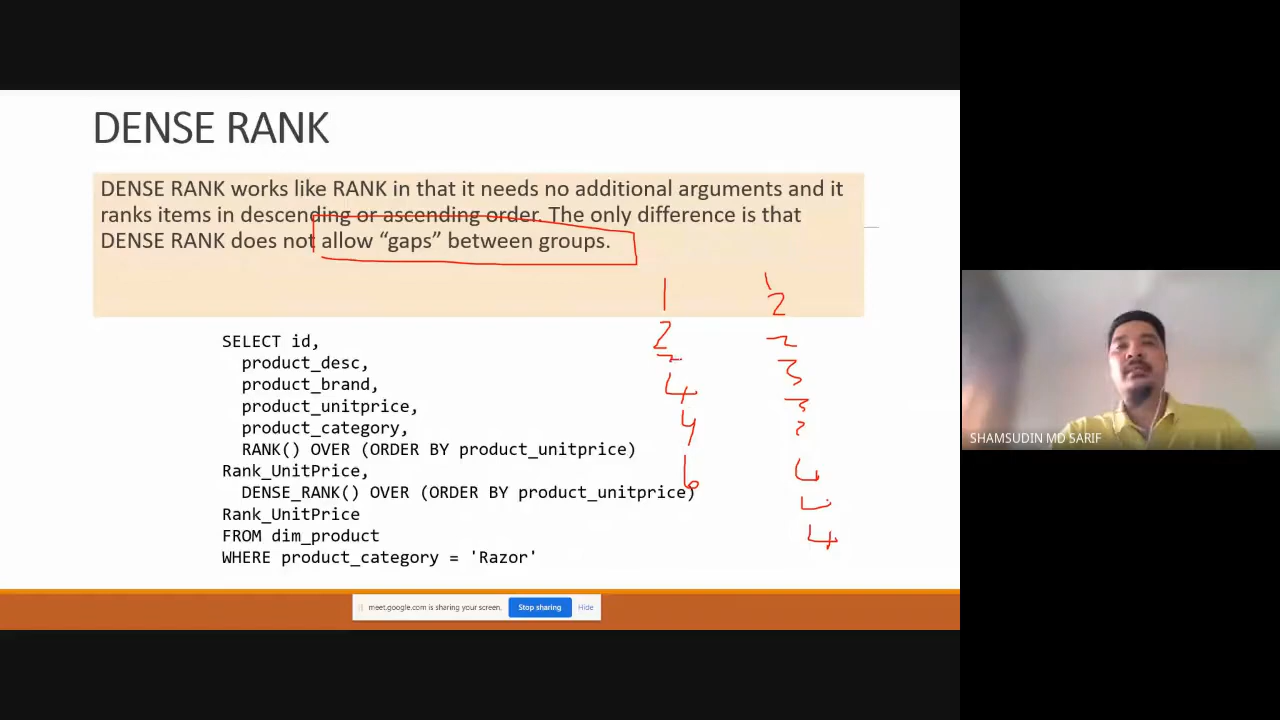 DENSE RANK
DENSE RANK works like RANK in that it needs no additional arguments and it
ranks items in descending or ascending order. The only difference is that
DENSE RANK does not allow “gaps” between groups.
1
2
2
4
4
6
1
2
2
3
3
4
4
SELECT id,
product_desc,
product_brand,
product_unitprice,
product_category,
RANK() OVER (ORDER BY product_unitprice)
Rank_UnitPrice,
DENSE_RANK() OVER (ORDER BY product_unitprice)
Rank_UnitPrice
FROM dim_product
WHERE product_category = 'Razor'
meet.google.com is sharing your screen.
Stop sharing
Hide
SHAMSUDIN MD SARIF